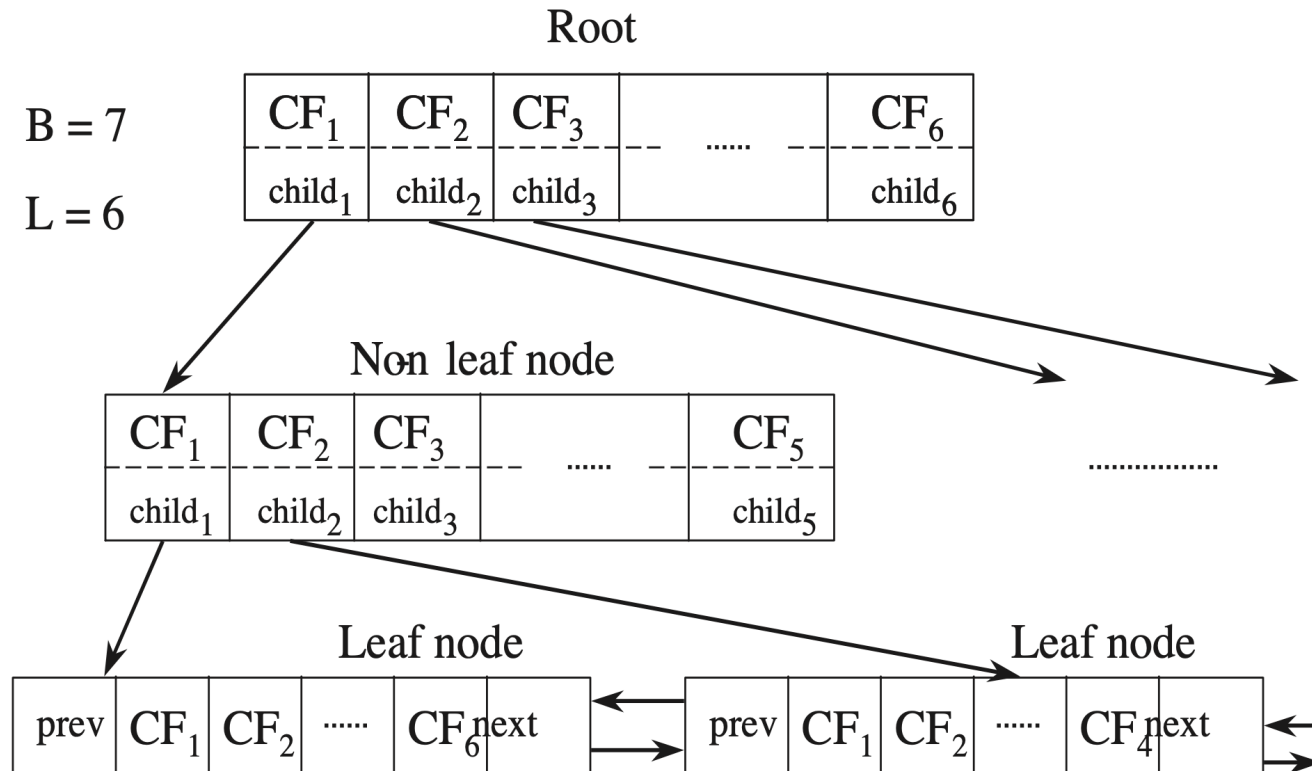 Root
B = 7
L = 6
CF1 CF2 CF3 ...... CF6
child1 child2 child3 child6
Non-leaf node
CF1 CF2 CF3 ...... CF5
child1 child2 child3 child5
Leaf node Leaf node
prev CF1 CF2 ...... CF6 next prev CF1 CF2 ...... CF4 next